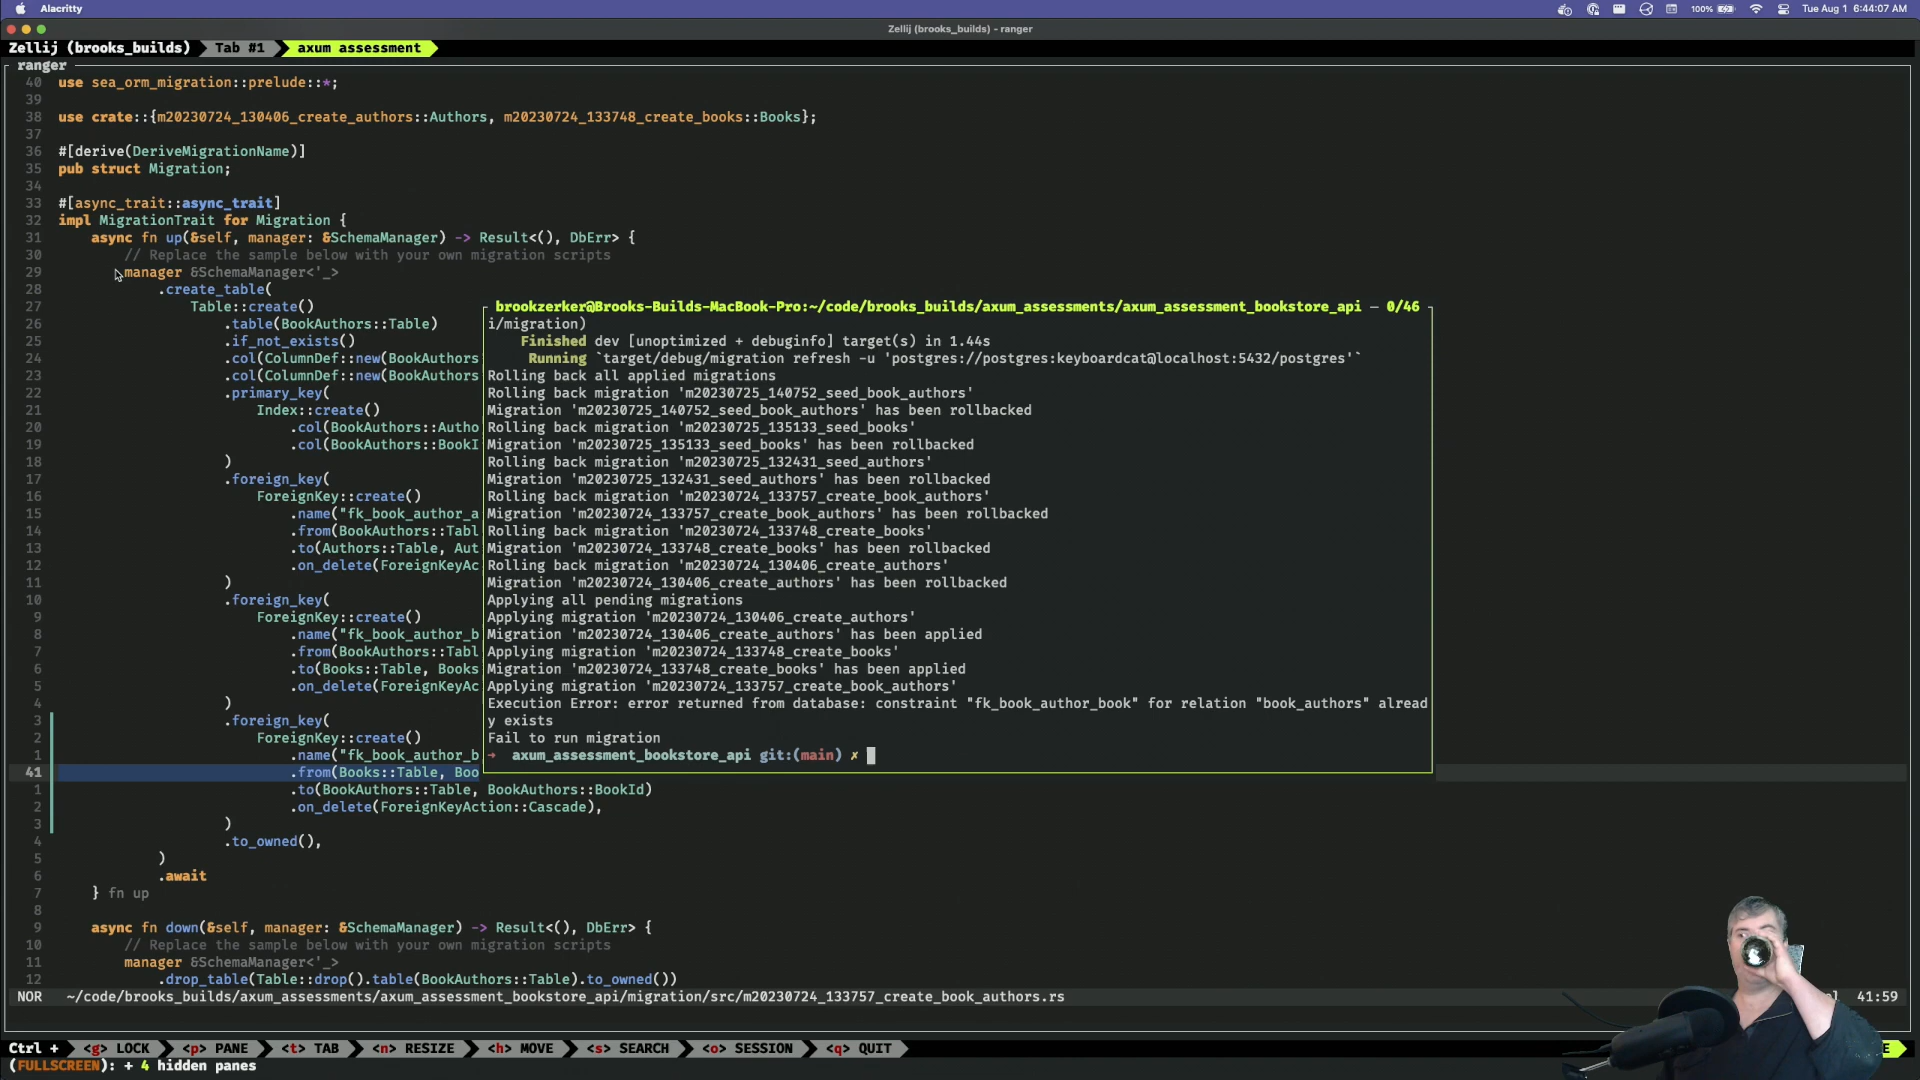 Alacritty
100%
Tue Aug 1 6:44:07 AM
Zellij (brooks_builds) - ranger
Zellij (brooks_builds) Tab #1 axum assessment
ranger
40 use sea_orm_migration::prelude::*;
39
38 use crate::{m20230724_130406_create_authors::Authors, m20230724_133748_create_books::Books};
37
36 #[derive(DeriveMigrationName)]
35 pub struct Migration;
34
33 #[async_trait::async_trait]
32 impl MigrationTrait for Migration {
31 async fn up(&self, manager: &SchemaManager) -> Result<(), DbErr> {
30 // Replace the sample below with your own migration scripts
29 manager &SchemaManager<'_>
28 .create_table(
27 Table::create()
26 .table(BookAuthors::Table)
25 .if_not_exists()
24 .col(ColumnDef::new(BookAuthors
23 .col(ColumnDef::new(BookAuthors
22 .primary_key(
21 Index::create()
20 .col(BookAuthors::Autho
19 .col(BookAuthors::BookI
18 )
17 .foreign_key(
16 ForeignKey::create()
15 .name("fk_book_author_a
14 .from(BookAuthors::Tabl
13 .to(Authors::Table, Aut
12 .on_delete(ForeignKeyAc
11 )
10 .foreign_key(
9 ForeignKey::create()
8 .name("fk_book_author_b
7 .from(BookAuthors::Tabl
6 .to(Books::Table, Books
5 .on_delete(ForeignKeyAc
4 )
3 .foreign_key(
2 ForeignKey::create()
1 .name("fk_book_author_b
41 .from(Books::Table, Boo
1 .to(BookAuthors::Table, BookAuthors::BookId)
2 .on_delete(ForeignKeyAction::Cascade),
3 )
4 .to_owned(),
5 )
6 .await
7 } fn up
8
9 async fn down(&self, manager: &SchemaManager) -> Result<(), DbErr> {
10 // Replace the sample below with your own migration scripts
11 manager &SchemaManager<'_>
12 .drop_table(Table::drop().table(BookAuthors::Table).to_owned())
brookzerker@Brooks-Builds-MacBook-Pro:~/code/brooks_builds/axum_assessments/axum_assessment_bookstore_api — 0/46
i/migration)
Finished dev [unoptimized + debuginfo] target(s) in 1.44s
Running `target/debug/migration refresh -u 'postgres://postgres:keyboardcat@localhost:5432/postgres'`
Rolling back all applied migrations
Rolling back migration 'm20230725_140752_seed_book_authors'
Migration 'm20230725_140752_seed_book_authors' has been rollbacked
Rolling back migration 'm20230725_135133_seed_books'
Migration 'm20230725_135133_seed_books' has been rollbacked
Rolling back migration 'm20230725_132431_seed_authors'
Migration 'm20230725_132431_seed_authors' has been rollbacked
Rolling back migration 'm20230724_133757_create_book_authors'
Migration 'm20230724_133757_create_book_authors' has been rollbacked
Rolling back migration 'm20230724_133748_create_books'
Migration 'm20230724_133748_create_books' has been rollbacked
Rolling back migration 'm20230724_130406_create_authors'
Migration 'm20230724_130406_create_authors' has been rollbacked
Applying all pending migrations
Applying migration 'm20230724_130406_create_authors'
Migration 'm20230724_130406_create_authors' has been applied
Applying migration 'm20230724_133748_create_books'
Migration 'm20230724_133748_create_books' has been applied
Applying migration 'm20230724_133757_create_book_authors'
Execution Error: error returned from database: constraint "fk_book_author_book" for relation "book_authors" alread
y exists
Fail to run migration
→ axum_assessment_bookstore_api git:(main) ✗
NOR ~/code/brooks_builds/axum_assessments/axum_assessment_bookstore_api/migration/src/m20230724_133757_create_book_authors.rs
41:59
Ctrl + <g> LOCK <p> PANE <t> TAB <n> RESIZE <h> MOVE <s> SEARCH <o> SESSION <q> QUIT
(FULLSCREEN): + 4 hidden panes